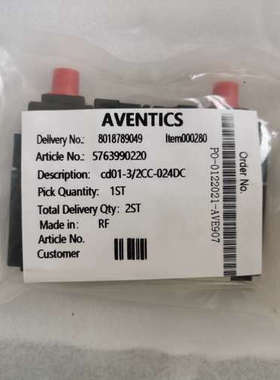 AVENTICS
Delivery No.: 8018789049 Item000280
Article No.: 5763990220
Description: cd01-3/2CC-024DC
Pick Quantity: 1ST
Total Delivery Qty: 2ST
Made in: RF
Article No.
Customer
Order No.
PO-0122021-AVE907